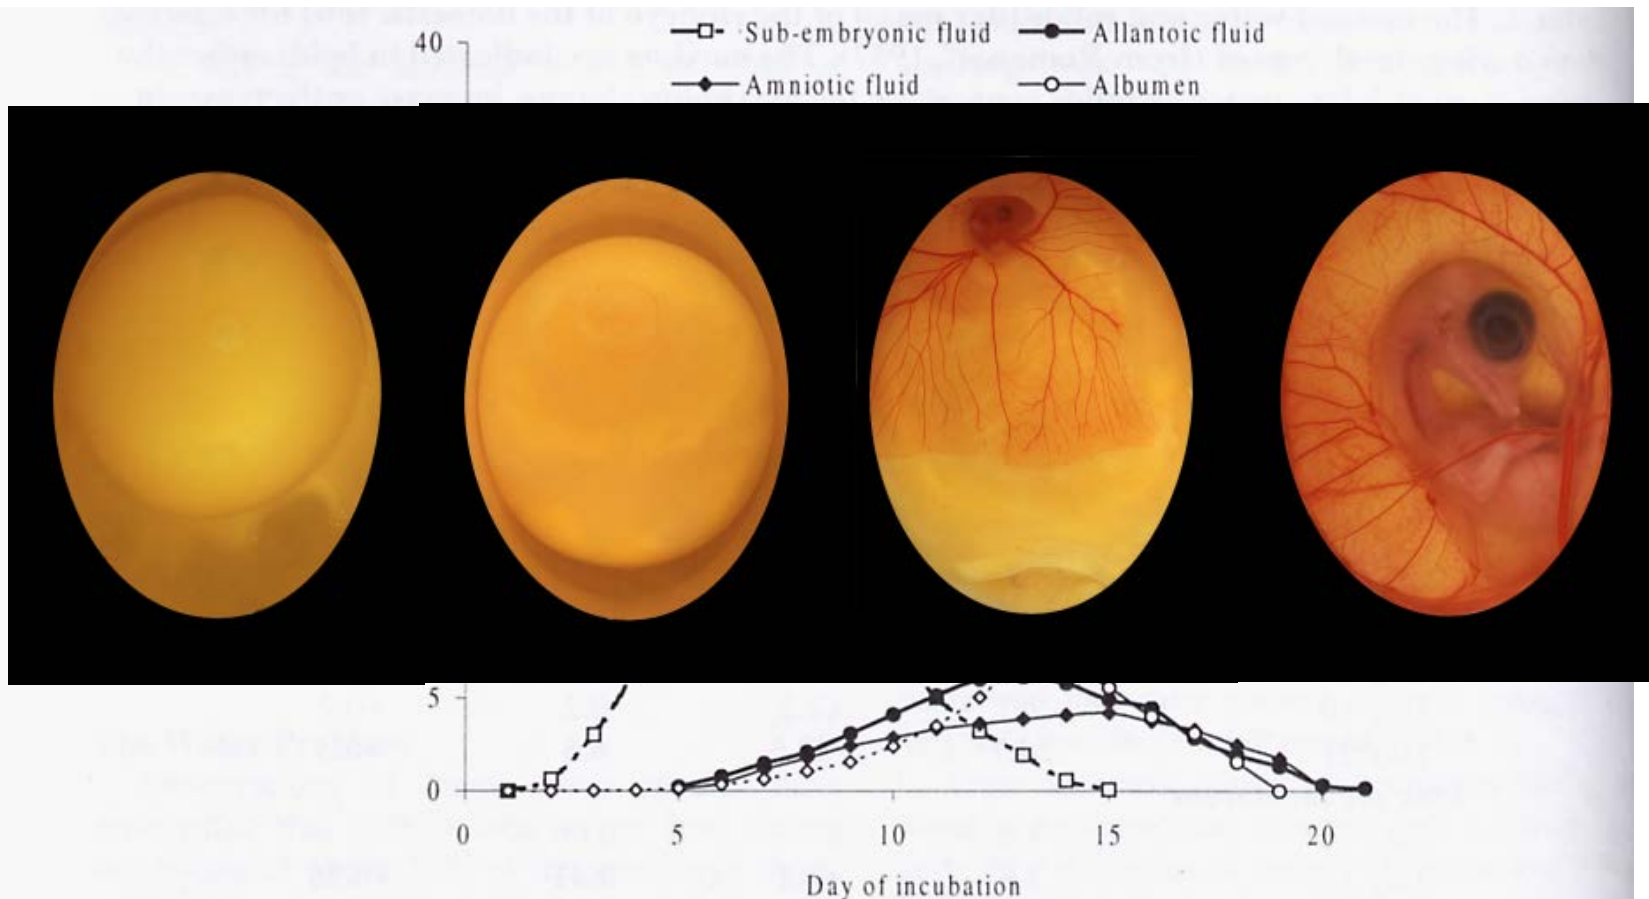 40
Sub-embryonic fluid Allantoic fluid
Amniotic fluid Albumen
5
0
0 5 10 15 20
Day of incubation